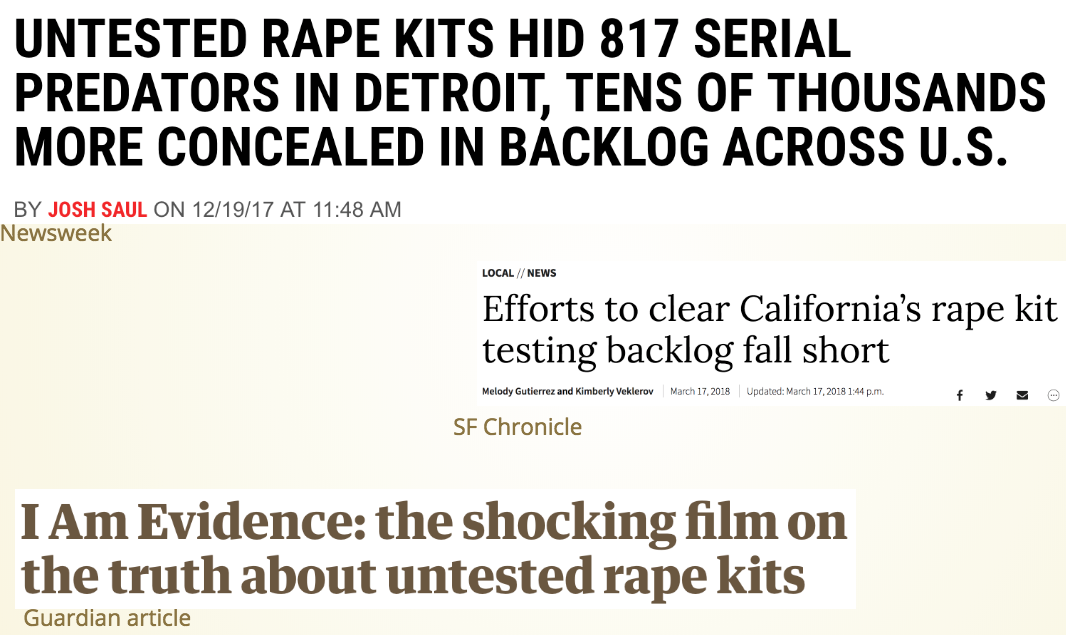 UNTESTED RAPE KITS HID 817 SERIAL
PREDATORS IN DETROIT, TENS OF THOUSANDS
MORE CONCEALED IN BACKLOG ACROSS U.S.
BY JOSH SAUL ON 12/19/17 AT 11:48 AM
Newsweek
LOCAL // NEWS
Efforts to clear California’s rape kit
testing backlog fall short
Melody Gutierrez and Kimberly Veklerov March 17, 2018 Updated: March 17, 2018 1:44 p.m.
SF Chronicle
I Am Evidence: the shocking film on
the truth about untested rape kits
Guardian article